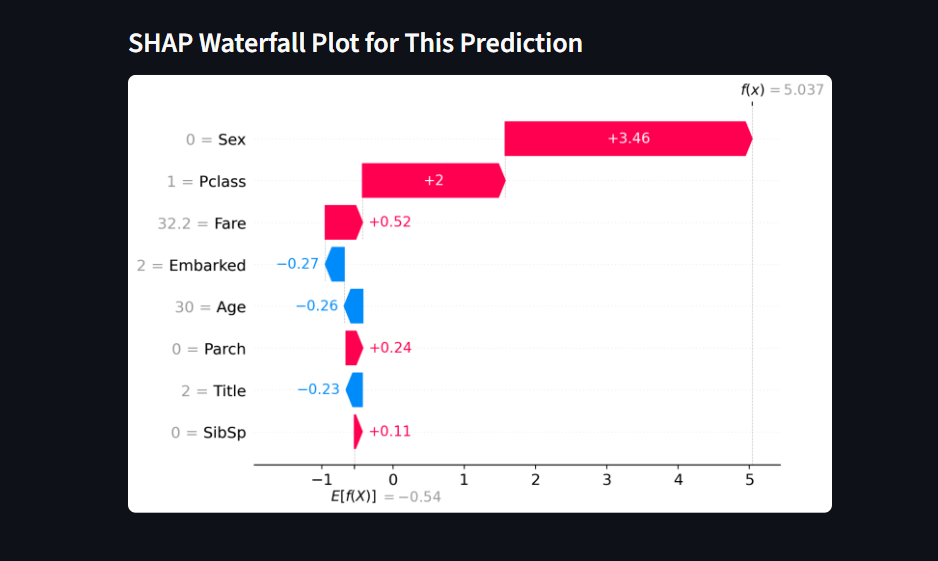 SHAP Waterfall Plot for This Prediction
f(x) = 5.037
0 = Sex +3.46
1 = Pclass +2
32.2 = Fare +0.52
2 = Embarked −0.27
30 = Age −0.26
0 = Parch +0.24
2 = Title −0.23
0 = SibSp +0.11
−1 0 1 2 3 4 5
E[f(X)] = −0.54